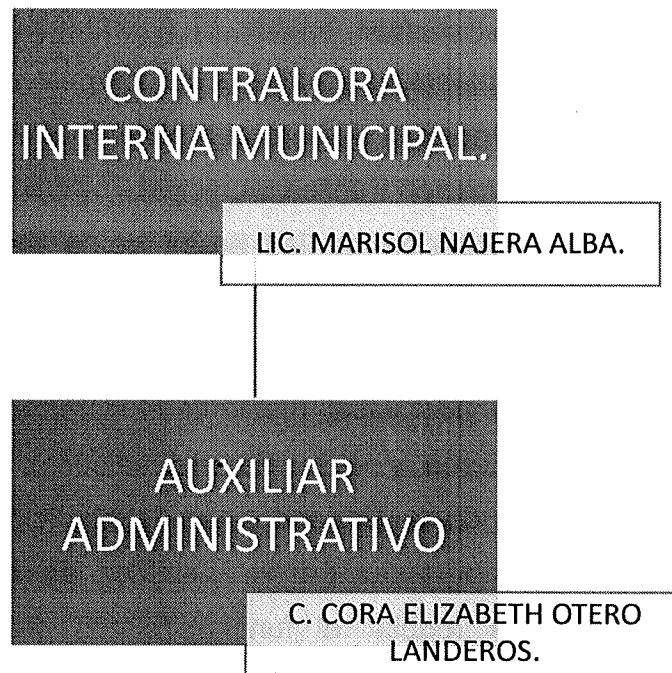 CONTRALORA
INTERNA MUNICIPAL.
LIC. MARISOL NAJERA ALBA.
AUXILIAR
ADMINISTRATIVO
C. CORA ELIZABETH OTERO
LANDEROS.